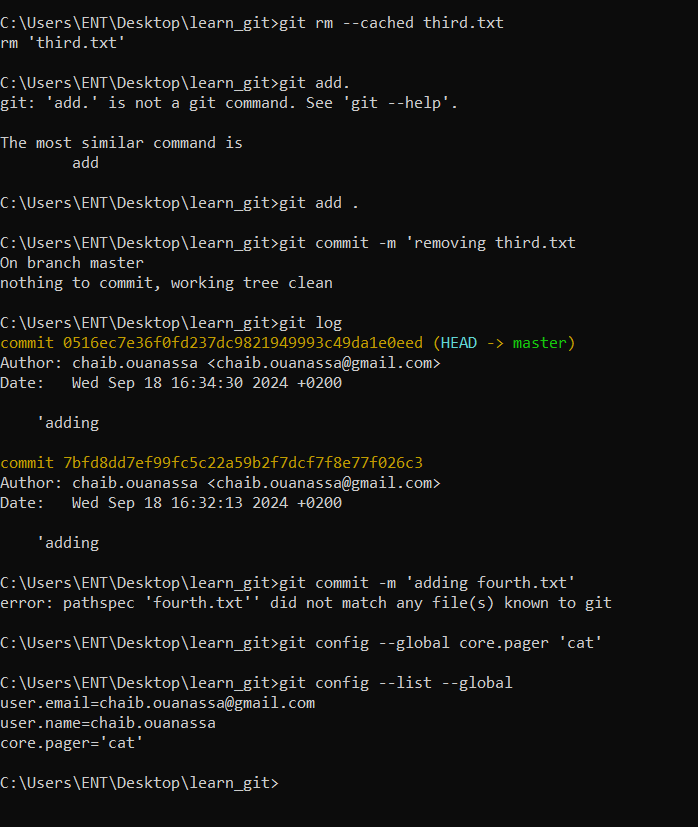 C:\Users\ENT\Desktop\learn_git>git rm --cached third.txt
rm 'third.txt'
C:\Users\ENT\Desktop\learn_git>git add.
git: 'add.' is not a git command. See 'git --help'.
The most similar command is
        add
C:\Users\ENT\Desktop\learn_git>git add .
C:\Users\ENT\Desktop\learn_git>git commit -m 'removing third.txt
On branch master
nothing to commit, working tree clean
C:\Users\ENT\Desktop\learn_git>git log
commit 0516ec7e36f0fd237dc9821949993c49da1e0eed (HEAD -> master)
Author: chaib.ouanassa <chaib.ouanassa@gmail.com>
Date:   Wed Sep 18 16:34:30 2024 +0200
    'adding
commit 7bfd8dd7ef99fc5c22a59b2f7dcf7f8e77f026c3
Author: chaib.ouanassa <chaib.ouanassa@gmail.com>
Date:   Wed Sep 18 16:32:13 2024 +0200
    'adding
C:\Users\ENT\Desktop\learn_git>git commit -m 'adding fourth.txt'
error: pathspec 'fourth.txt'' did not match any file(s) known to git
C:\Users\ENT\Desktop\learn_git>git config --global core.pager 'cat'
C:\Users\ENT\Desktop\learn_git>git config --list --global
user.email=chaib.ouanassa@gmail.com
user.name=chaib.ouanassa
core.pager='cat'
C:\Users\ENT\Desktop\learn_git>